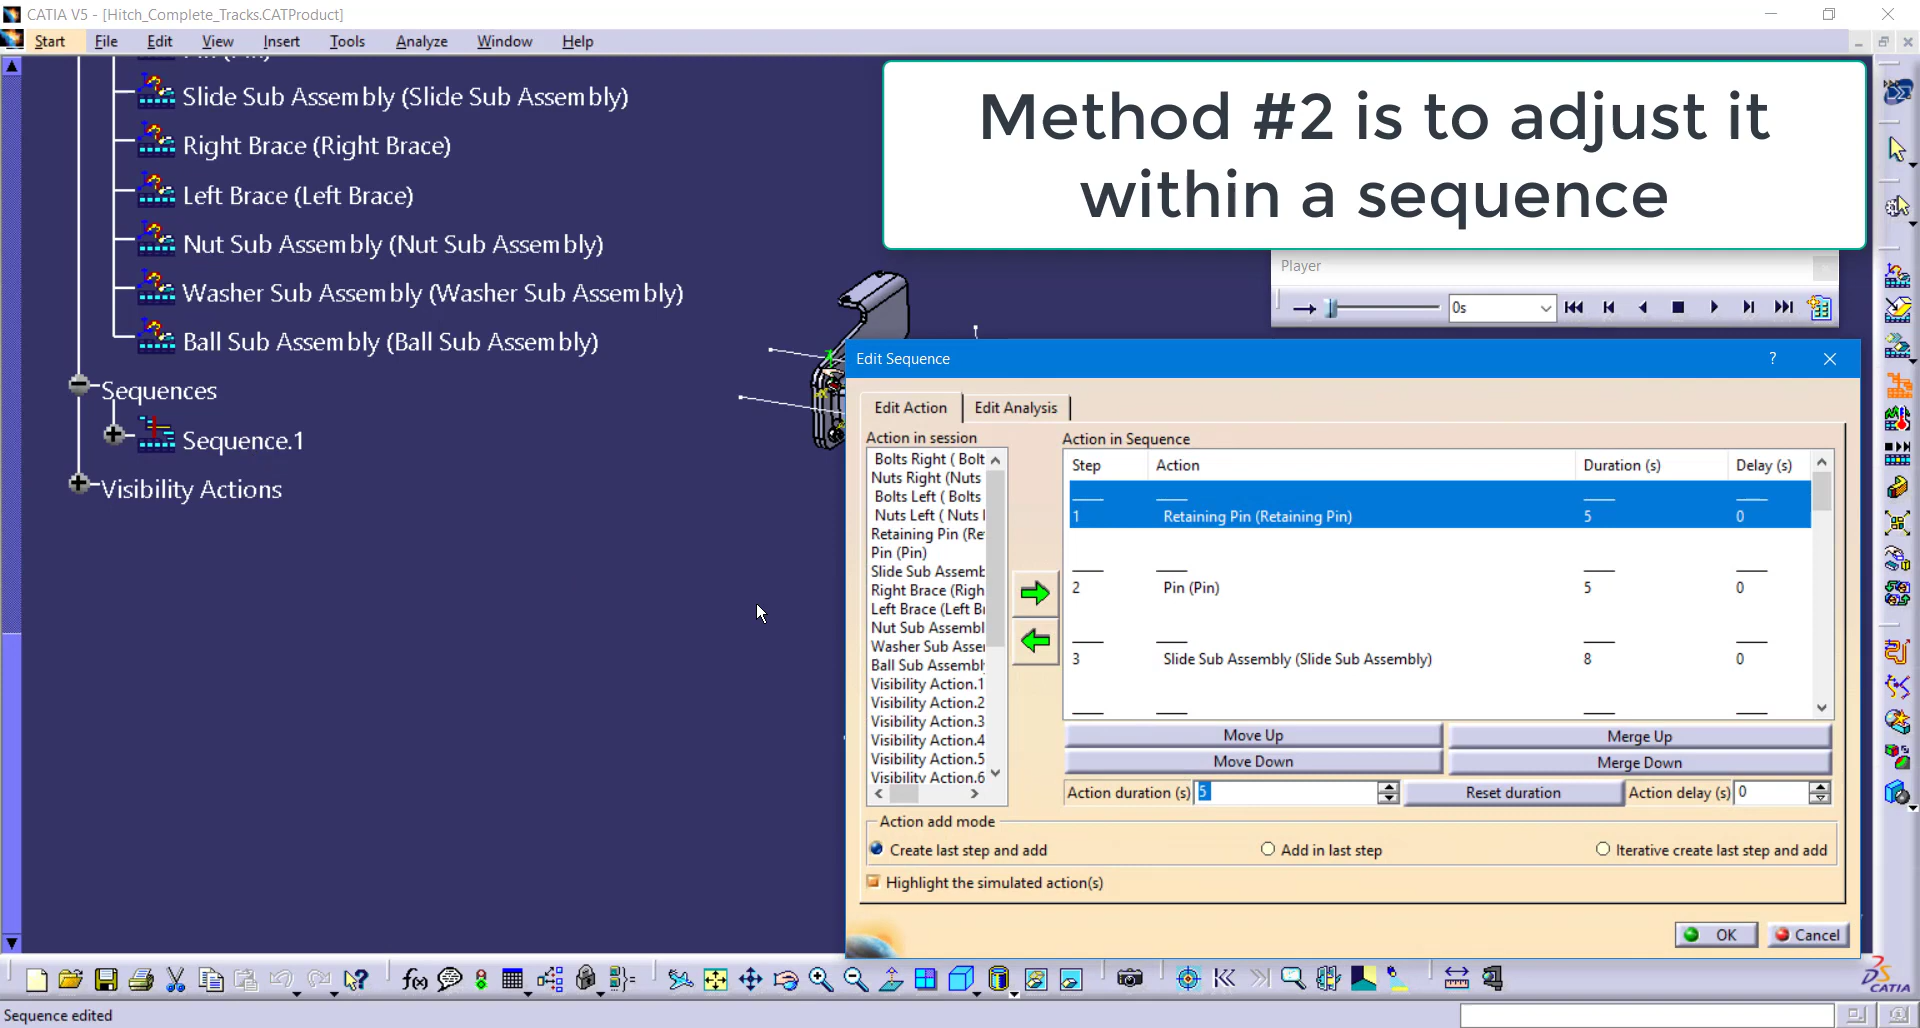 CATIA V5 - [Hitch_Complete_Tracks.CATProduct]
Start File Edit View Insert Tools Analyze Window Help
Slide Sub Assembly (Slide Sub Assembly)
Right Brace (Right Brace)
Left Brace (Left Brace)
Nut Sub Assembly (Nut Sub Assembly)
Washer Sub Assembly (Washer Sub Assembly)
Ball Sub Assembly (Ball Sub Assembly)
Sequences
Sequence.1
Visibility Actions
Method #2 is to adjust it
within a sequence
Player
0s
Edit Sequence
?
Edit Action Edit Analysis
Action in session
Bolts Right ( Bolt
Nuts Right (Nuts
Bolts Left ( Bolts
Nuts Left ( Nuts
Retaining Pin (Re
Pin (Pin)
Slide Sub Assemb
Right Brace (Righ
Left Brace (Left B
Nut Sub Assembl
Washer Sub Asse
Ball Sub Assembl
Visibility Action.1
Visibility Action.2
Visibility Action.3
Visibility Action.4
Visibility Action.5
Visibility Action.6
Action in Sequence
Step Action Duration (s) Delay (s)
1 Retaining Pin (Retaining Pin) 5 0
2 Pin (Pin) 5 0
3 Slide Sub Assembly (Slide Sub Assembly) 8 0
Move Up Merge Up
Move Down Merge Down
Action duration (s) 5 Reset duration Action delay (s) 0
Action add mode
Create last step and add Add in last step Iterative create last step and add
Highlight the simulated action(s)
OK Cancel
f(x)
CATIA
Sequence edited